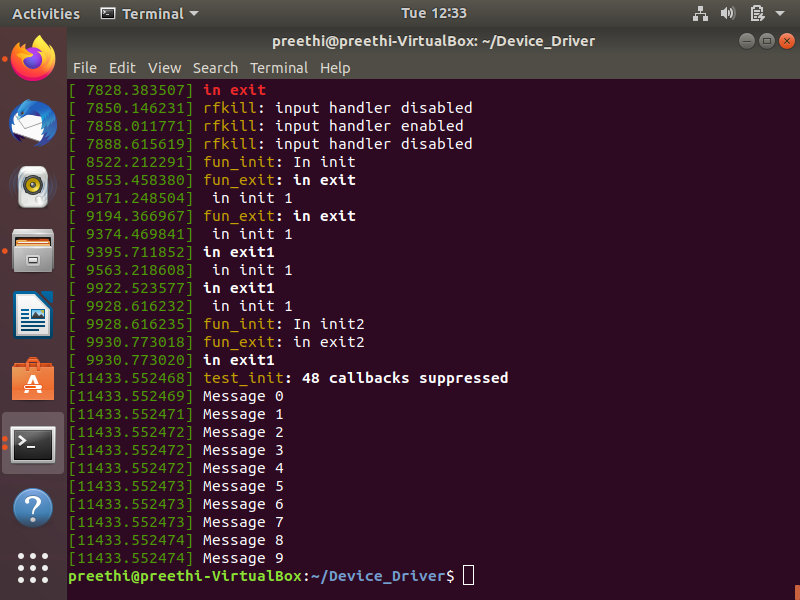 Activities Terminal Tue 12:33
preethi@preethi-VirtualBox: ~/Device_Driver
File Edit View Search Terminal Help
[ 7828.383507] in exit
[ 7850.146231] rfkill: input handler disabled
[ 7858.011771] rfkill: input handler enabled
[ 7888.615619] rfkill: input handler disabled
[ 8522.212291] fun_init: In init
[ 8553.458380] fun_exit: in exit
[ 9171.248504]  in init 1
[ 9194.366967] fun_exit: in exit
[ 9374.469841]  in init 1
[ 9395.711852] in exit1
[ 9563.218608]  in init 1
[ 9922.523577] in exit1
[ 9928.616232]  in init 1
[ 9928.616235] fun_init: In init2
[ 9930.773018] fun_exit: in exit2
[ 9930.773020] in exit1
[11433.552468] test_init: 48 callbacks suppressed
[11433.552469] Message 0
[11433.552471] Message 1
[11433.552472] Message 2
[11433.552472] Message 3
[11433.552472] Message 4
[11433.552473] Message 5
[11433.552473] Message 6
[11433.552473] Message 7
[11433.552474] Message 8
[11433.552474] Message 9
preethi@preethi-VirtualBox:~/Device_Driver$